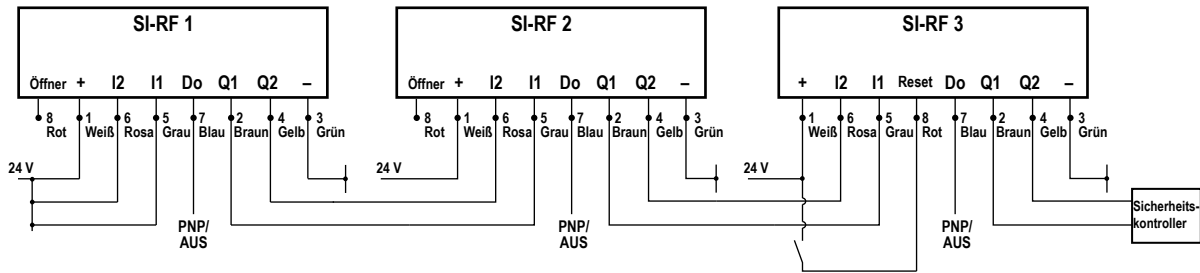 SI-RF 1 SI-RF 2 SI-RF 3
Öffner + I2 I1 Do Q1 Q2 – Öffner + I2 I1 Do Q1 Q2 – + I2 I1 Reset Do Q1 Q2 –
8 1 6 5 7 2 4 3 8 1 6 5 7 2 4 3 1 6 5 8 7 2 4 3
Rot Weiß Rosa Grau Blau Braun Gelb Grün Rot Weiß Rosa Grau Blau Braun Gelb Grün Weiß Rosa Grau Rot Blau Braun Gelb Grün
24 V 24 V 24 V
PNP/ PNP/ PNP/
AUS AUS AUS
Sicherheits-
kontroller